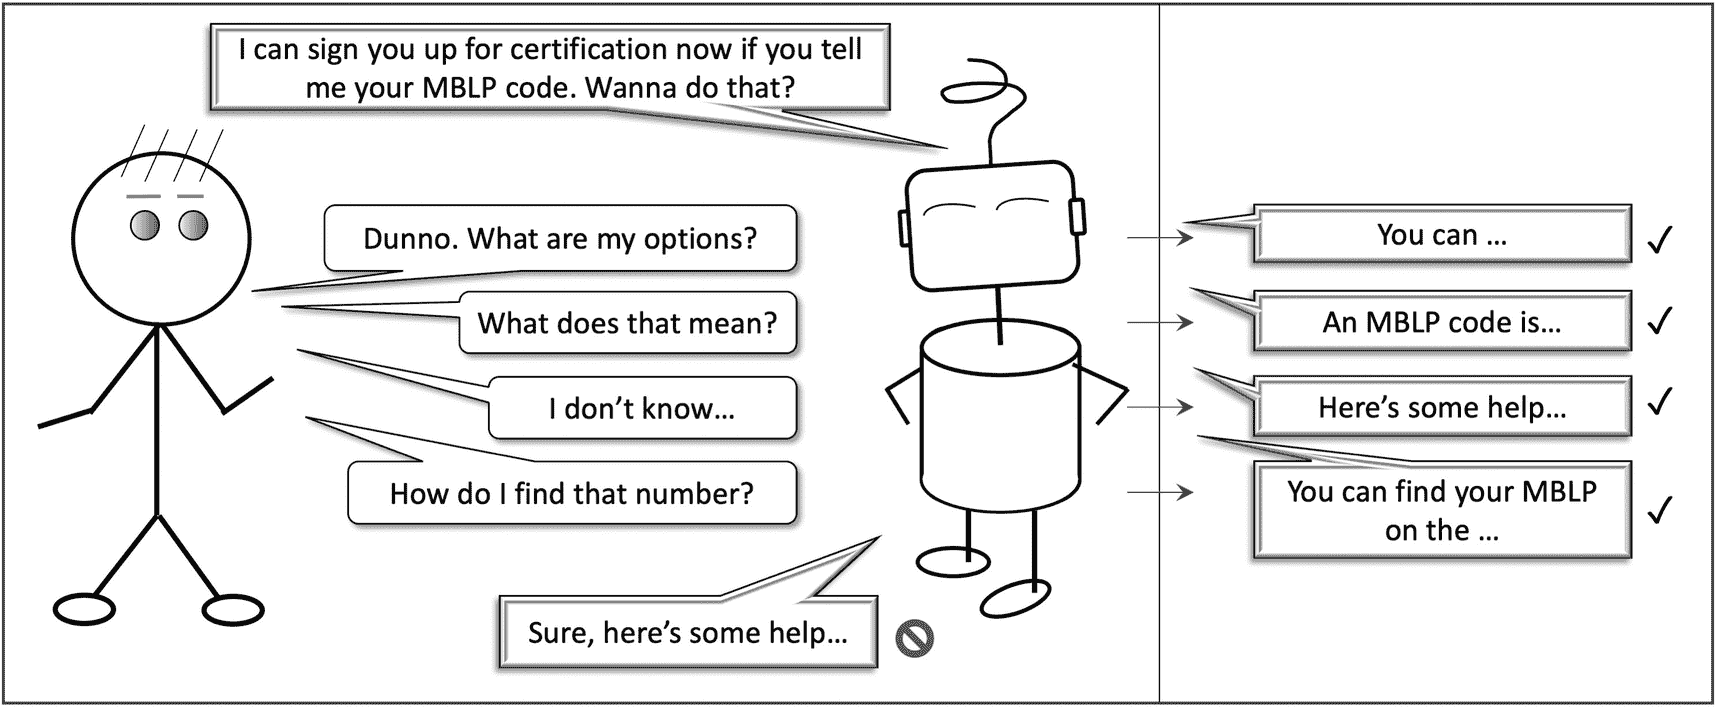 I can sign you up for certification now if you tell
me your MBLP code. Wanna do that?
Dunno. What are my options?
You can ...
What does that mean?
An MBLP code is...
I don’t know...
Here’s some help...
How do I find that number?
You can find your MBLP
on the ...
Sure, here’s some help...